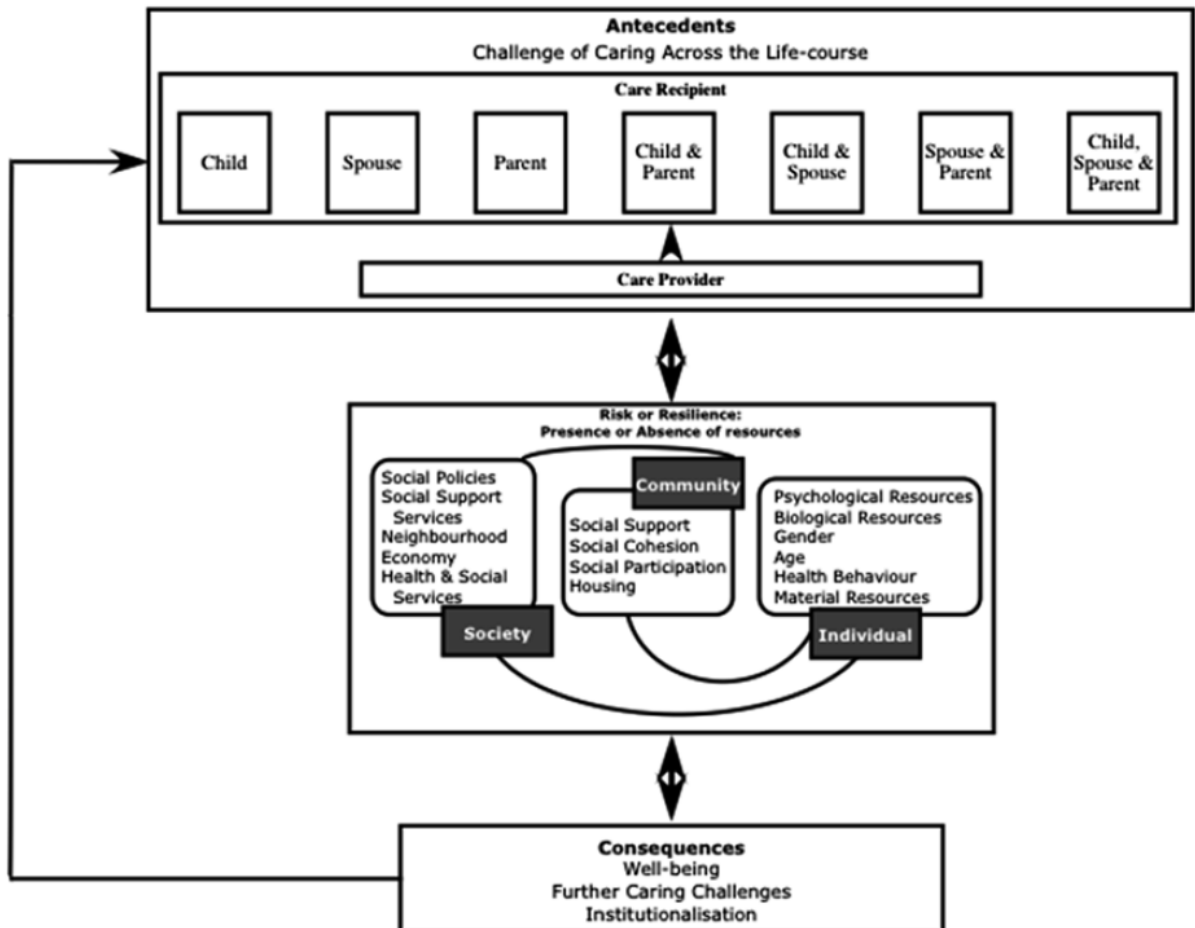 Antecedents
Challenge of Caring Across the Life-course
Care Recipient
Child
Spouse
Parent
Child &
Parent
Child &
Spouse
Spouse &
Parent
Child,
Spouse &
Parent
Care Provider
Risk or Resilience:
Presence or Absence of resources
Social Policies
Social Support
Services
Neighbourhood
Economy
Health & Social
Services
Society
Community
Social Support
Social Cohesion
Social Participation
Housing
Psychological Resources
Biological Resources
Gender
Age
Health Behaviour
Material Resources
Individual
Consequences
Well-being
Further Caring Challenges
Institutionalisation